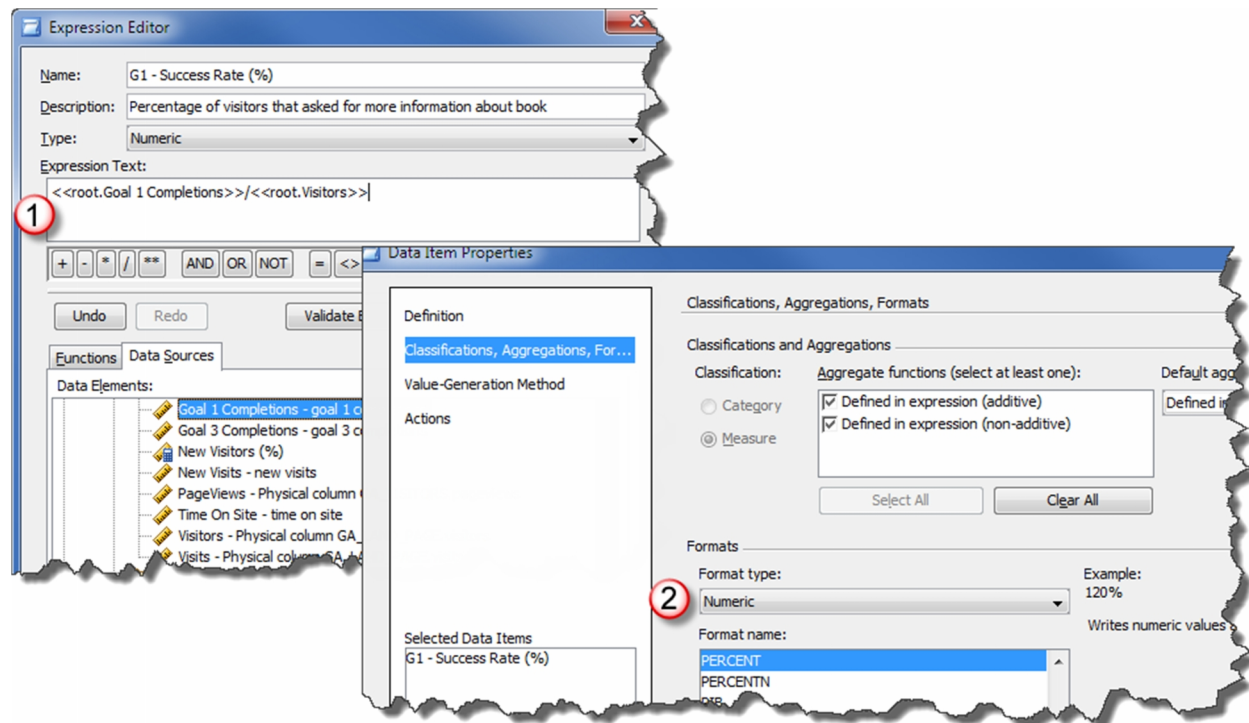 Expression Editor
Name: G1 - Success Rate (%)
Description: Percentage of visitors that asked for more information about book
Type: Numeric
Expression Text:
<<root.Goal 1 Completions>>/<<root.Visitors>>
1
+ - * / ** AND OR NOT = <>
Undo Redo Validate
Functions Data Sources
Data Elements:
Goal 1 Completions - goal 1
Goal 3 Completions - goal 3
New Visitors (%)
New Visits - new visits
PageViews - Physical column
Time On Site - time on site
Visitors - Physical column GA_
Visits - Physical column
Data Item Properties
Definition
Classifications, Aggregations, For...
Value-Generation Method
Actions
Selected Data Items
G1 - Success Rate (%)
Classifications, Aggregations, Formats
Classifications and Aggregations
Classification: Aggregate functions (select at least one):
Category
Measure
Defined in expression (additive)
Defined in expression (non-additive)
Default
Defined
Select All Clear All
Formats
Format type:
2
Numeric
Example:
120%
Writes numeric values
Format name:
PERCENT
PERCENTN